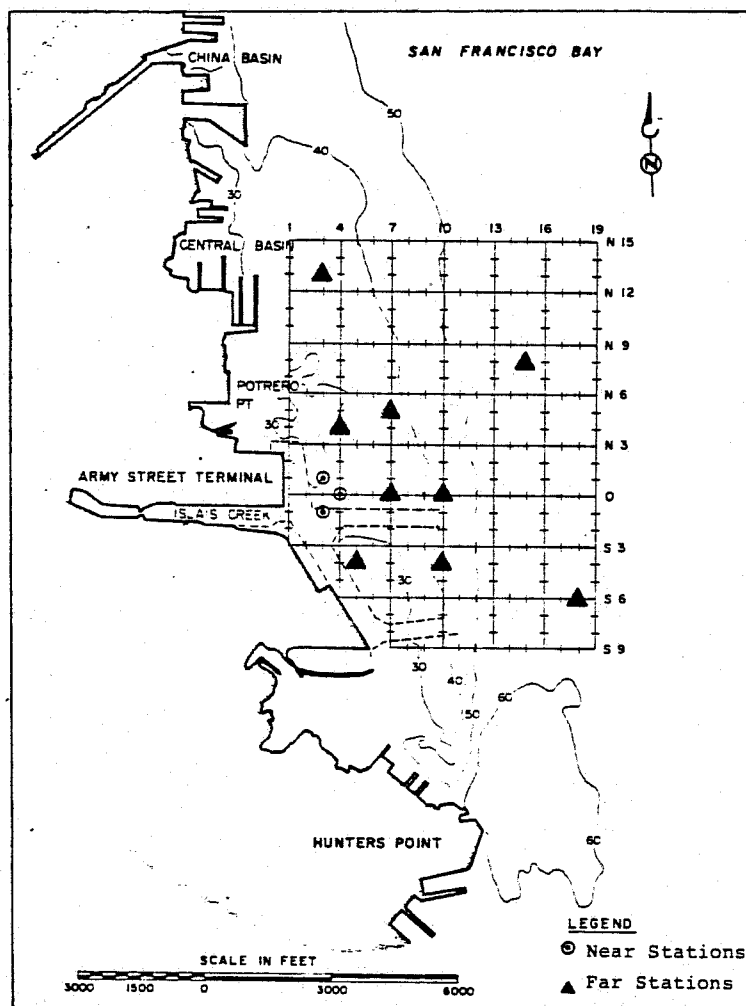 SAN FRANCISCO BAY
CHINA BASIN
50
40
N
30
1 4 7 10 13 16 19
CENTRAL BASIN
N 15
N 12
N 9
POTRERO
PT
N 6
30
N 3
ARMY STREET TERMINAL
0
ISLAIS CREEK
S 3
30
S 6
S 9
30
40
50
60
60
HUNTERS POINT
LEGEND
Near Stations
Far Stations
SCALE IN FEET
3000 1500 0 3000 6000